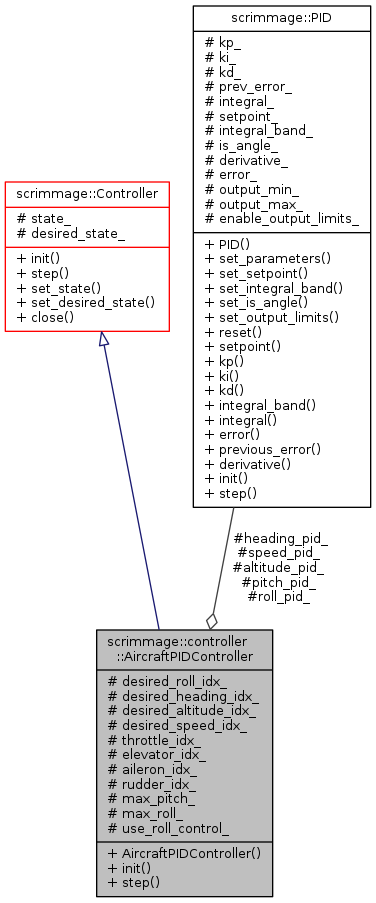 scrimmage::PID
# kp_
# ki_
# kd_
# prev_error_
# integral_
# setpoint_
# integral_band_
# is_angle_
# derivative_
# error_
# output_min_
# output_max_
# enable_output_limits_
+ PID()
+ set_parameters()
+ set_setpoint()
+ set_integral_band()
+ set_is_angle()
+ set_output_limits()
+ reset()
+ setpoint()
+ kp()
+ ki()
+ kd()
+ integral_band()
+ integral()
+ error()
+ previous_error()
+ derivative()
+ init()
+ step()
scrimmage::Controller
# state_
# desired_state_
+ init()
+ step()
+ set_state()
+ set_desired_state()
+ close()
#heading_pid_
#speed_pid_
#altitude_pid_
#pitch_pid_
#roll_pid_
scrimmage::controller
::AircraftPIDController
# desired_roll_idx_
# desired_heading_idx_
# desired_altitude_idx_
# desired_speed_idx_
# throttle_idx_
# elevator_idx_
# aileron_idx_
# rudder_idx_
# max_pitch_
# max_roll_
# use_roll_control_
+ AircraftPIDController()
+ init()
+ step()